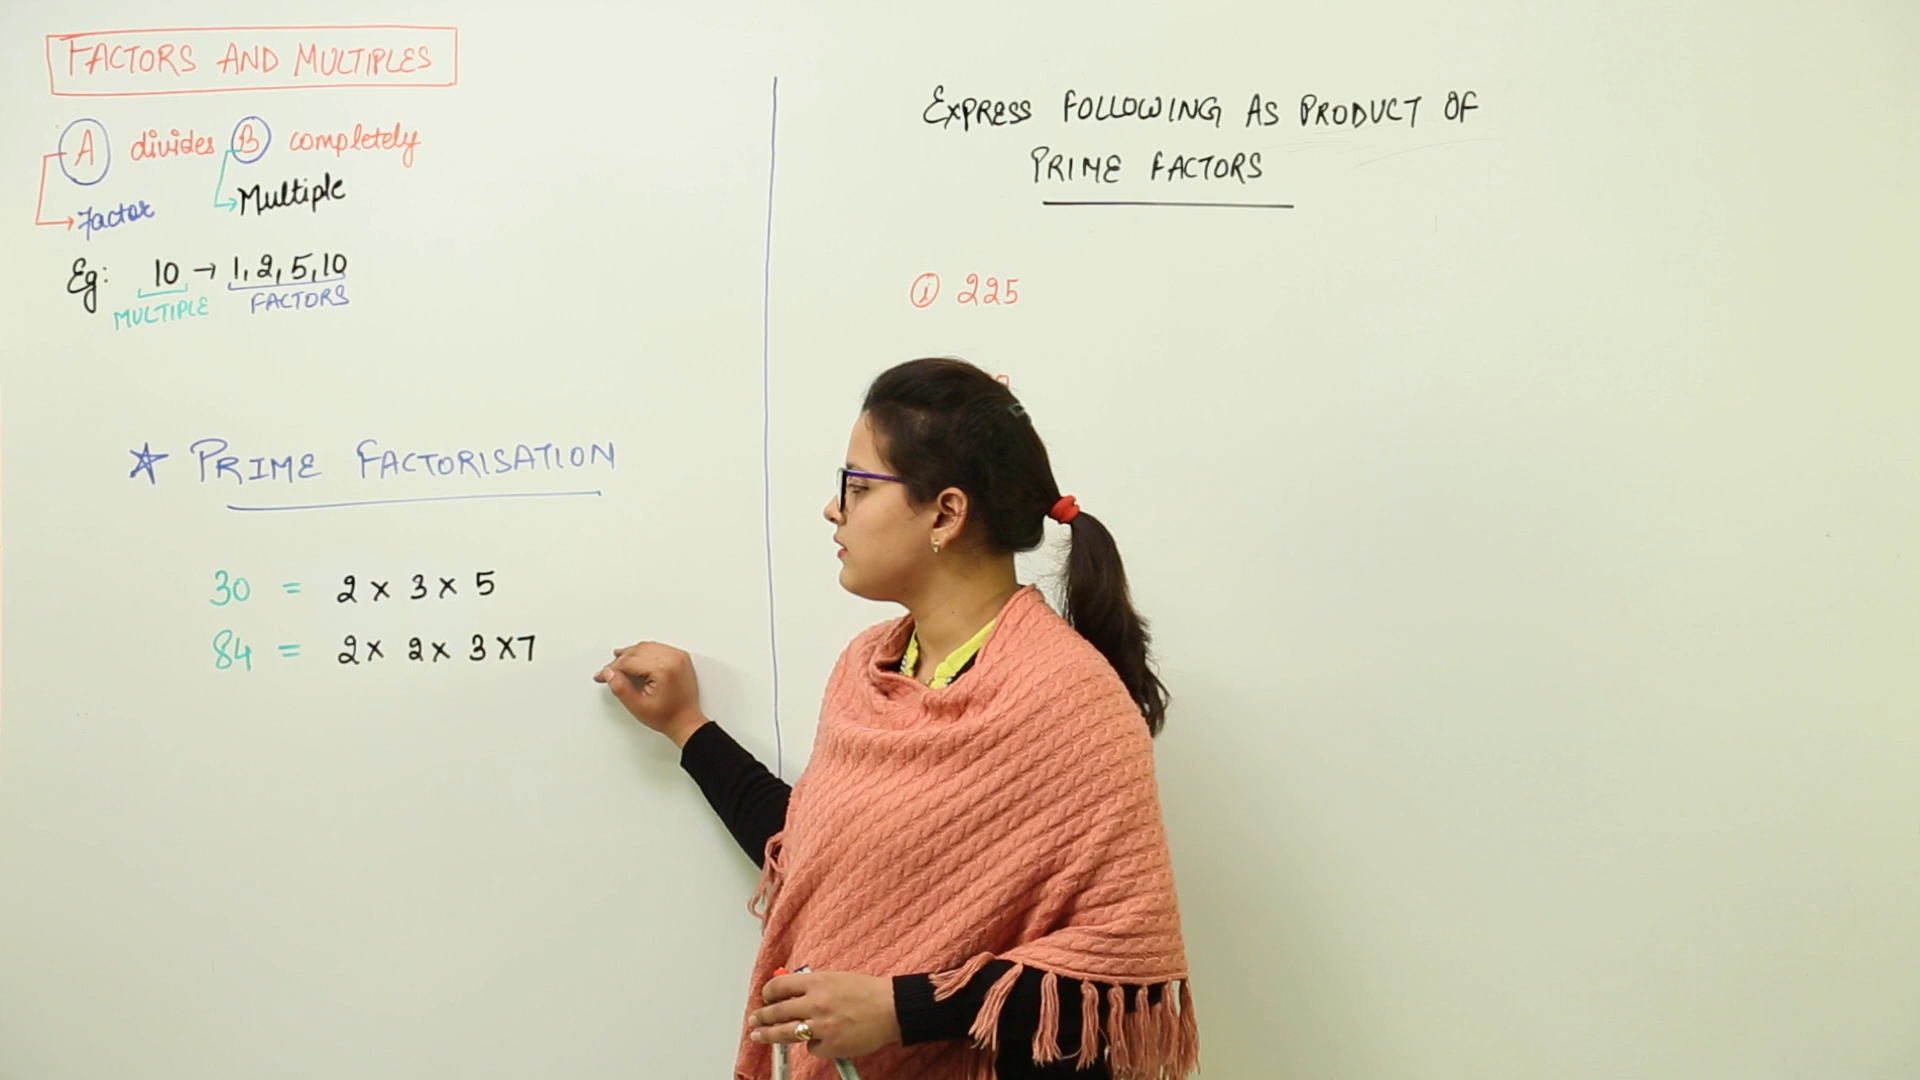 FACTORS AND MULTIPLES
A divides B completely
Factor Multiple
Eg: 10 → 1, 2, 5, 10
MULTIPLE FACTORS
★ PRIME FACTORISATION
30 = 2 × 3 × 5
84 = 2 × 2 × 3 × 7
EXPRESS FOLLOWING AS PRODUCT OF
PRIME FACTORS
① 225